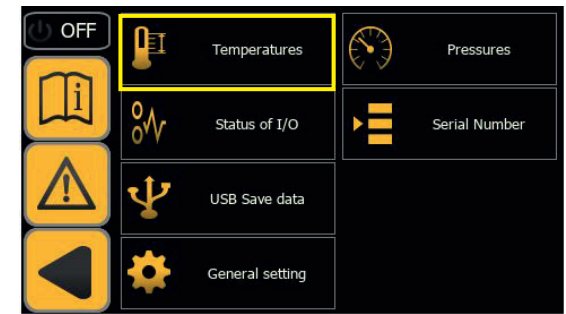 OFF
Temperatures
Pressures
i
Status of I/O
Serial Number
USB Save data
General setting